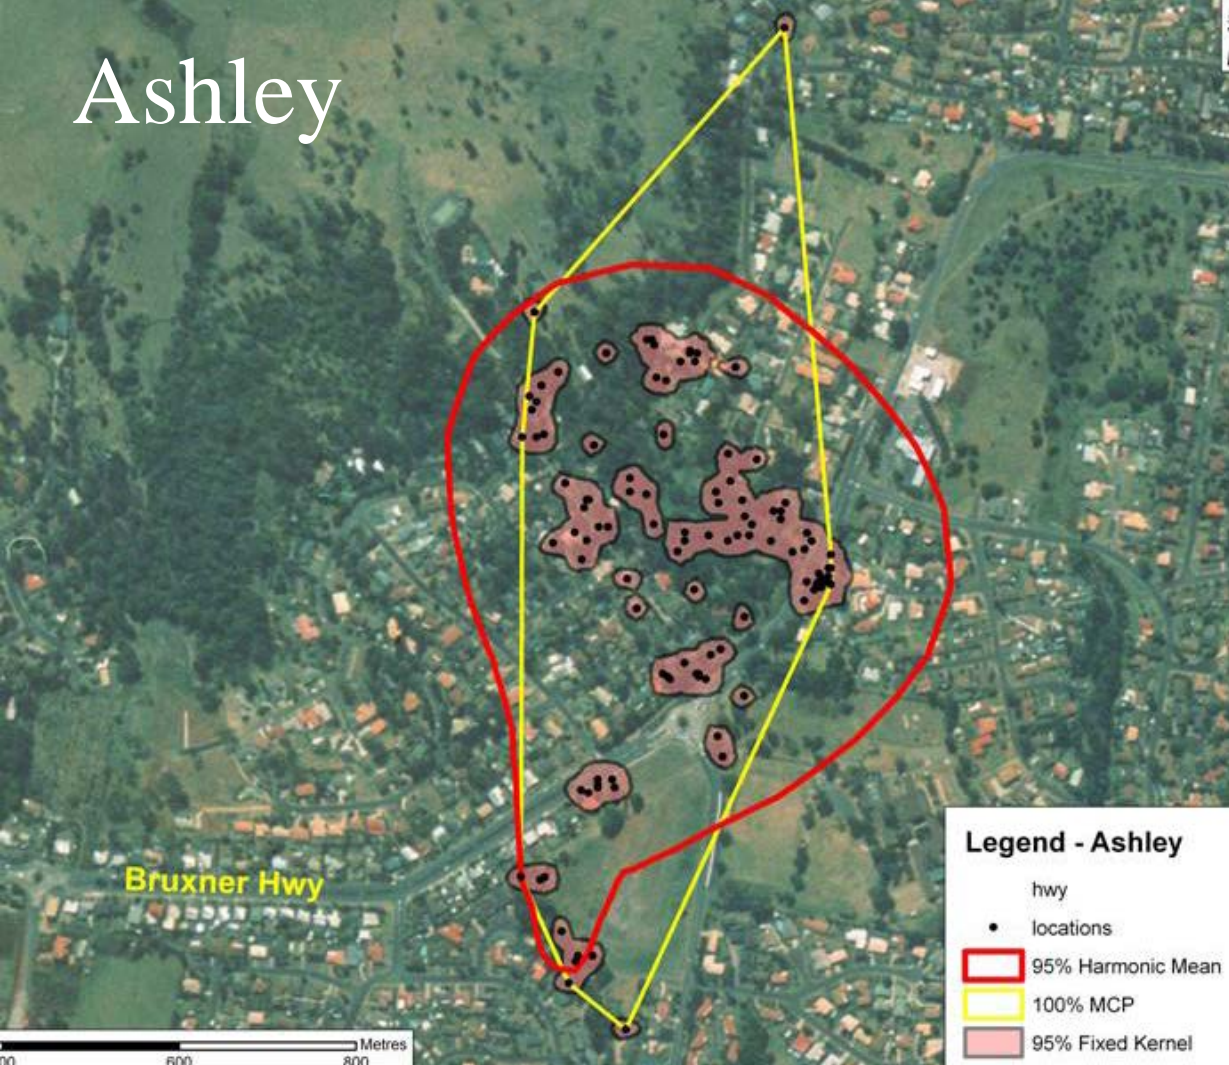 Ashley
Bruxner Hwy
Legend - Ashley
hwy
locations
95% Harmonic Mean
100% MCP
95% Fixed Kernel
Metres
600
800